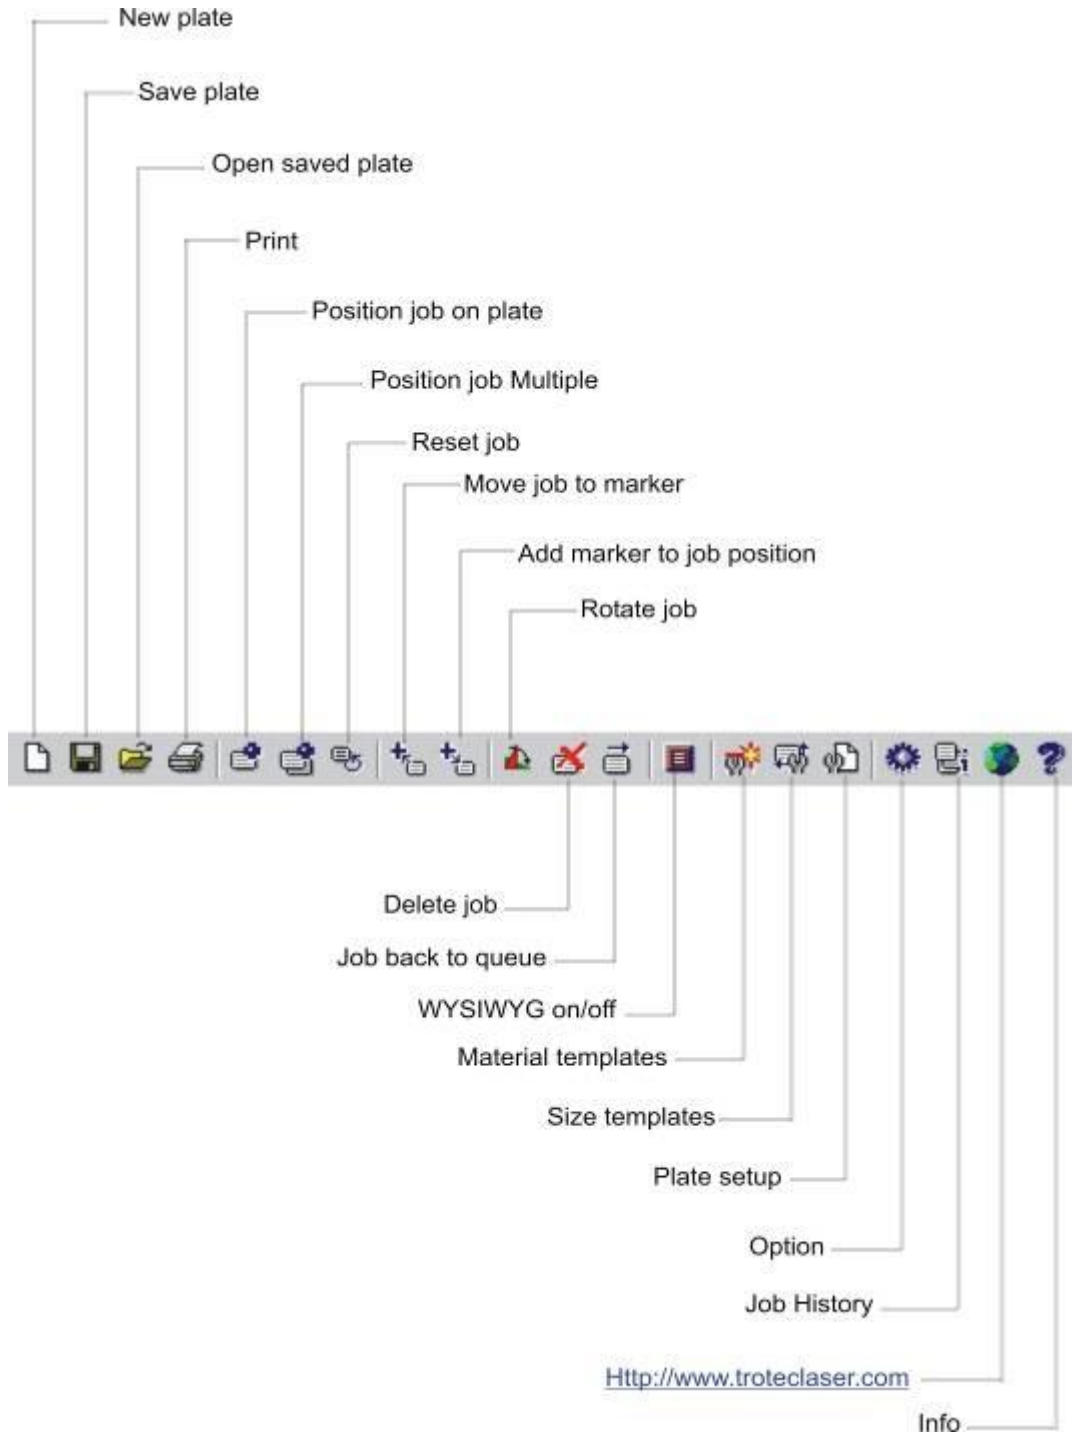 New plate
Save plate
Open saved plate
Print
Position job on plate
Position job Multiple
Reset job
Move job to marker
Add marker to job position
Rotate job
Delete job
Job back to queue
WYSIWYG on/off
Material templates
Size templates
Plate setup
Option
Job History
Http://www.troteclaser.com
Info